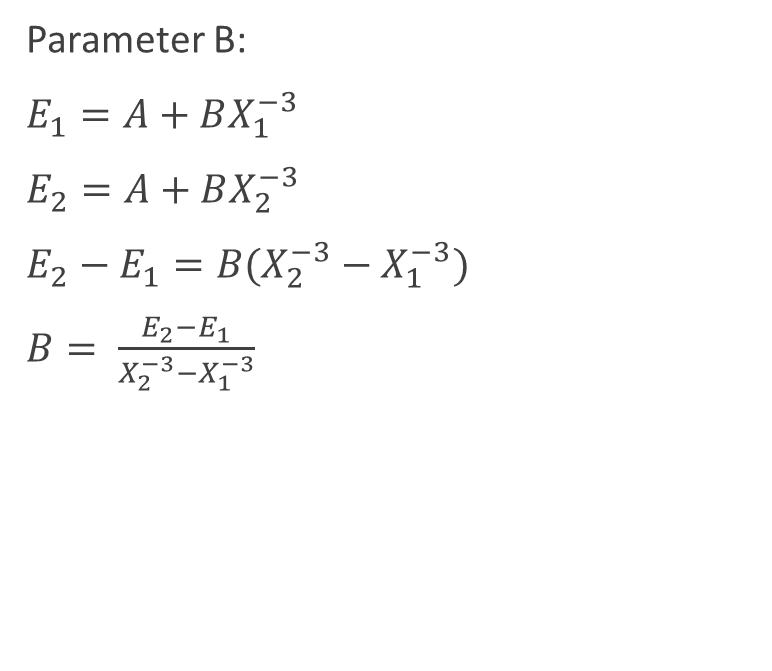 Parameter B:
E₁ = A + BX₁⁻³
E₂ = A + BX₂⁻³
E₂ − E₁ = B(X₂⁻³ − X₁⁻³)
B = \frac{E₂−E₁}{X₂⁻³−X₁⁻³}